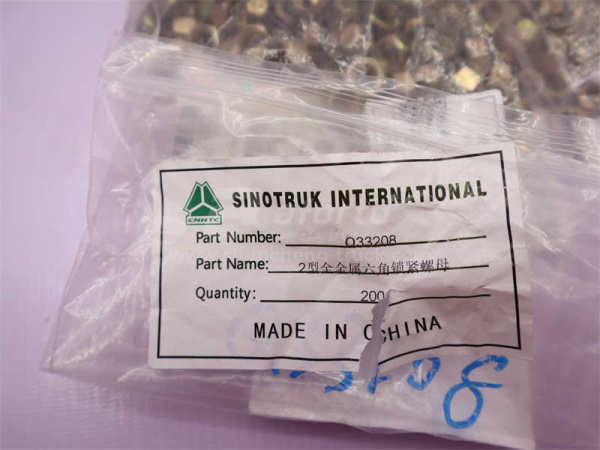 SINOTRUK INTERNATIONAL
CNHTC
Part Number: Q33208
Part Name: 2型全金属六角锁紧螺母
Quantity: 200
MADE IN CHINA